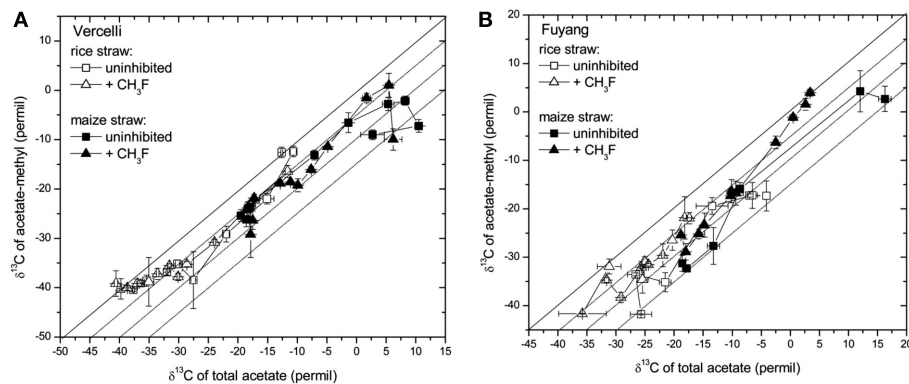 A
Vercelli
rice straw:
uninhibited
+ CH₃F
maize straw:
uninhibited
+ CH₃F
δ¹³C of acetate-methyl (permil)
10
0
-10
-20
-30
-40
-50
-50 -45 -40 -35 -30 -25 -20 -15 -10 -5 0 5 10 15
δ¹³C of total acetate (permil)
B
Fuyang
rice straw:
uninhibited
+ CH₃F
maize straw:
uninhibited
+ CH₃F
δ¹³C of acetate-methyl (permil)
20
10
0
-10
-20
-30
-40
-45 -40 -35 -30 -25 -20 -15 -10 -5 0 5 10 15 20
δ¹³C of total acetate (permil)